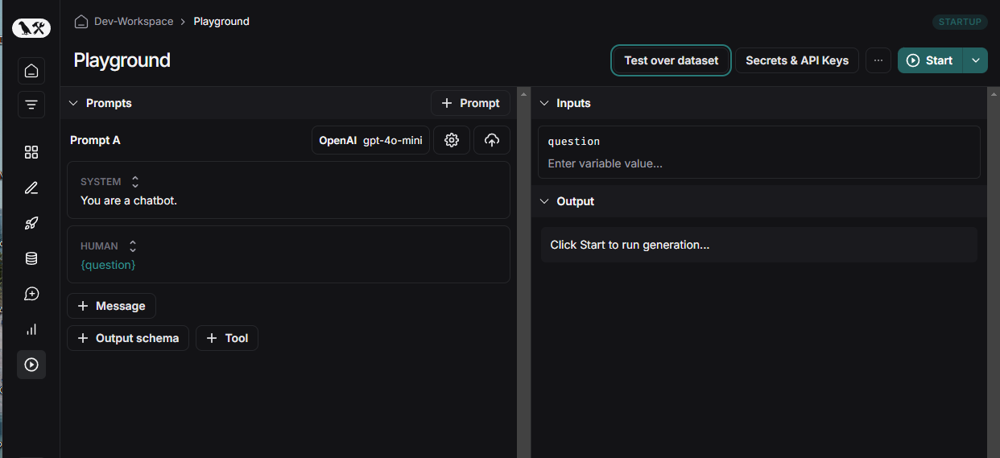 Dev-Workspace > Playground
STARTUP
Playground
Test over dataset
Secrets & API Keys
...
Start
Prompts
+ Prompt
Prompt A
OpenAI gpt-4o-mini
SYSTEM
You are a chatbot.
HUMAN
{question}
+ Message
+ Output schema
+ Tool
Inputs
question
Enter variable value...
Output
Click Start to run generation...